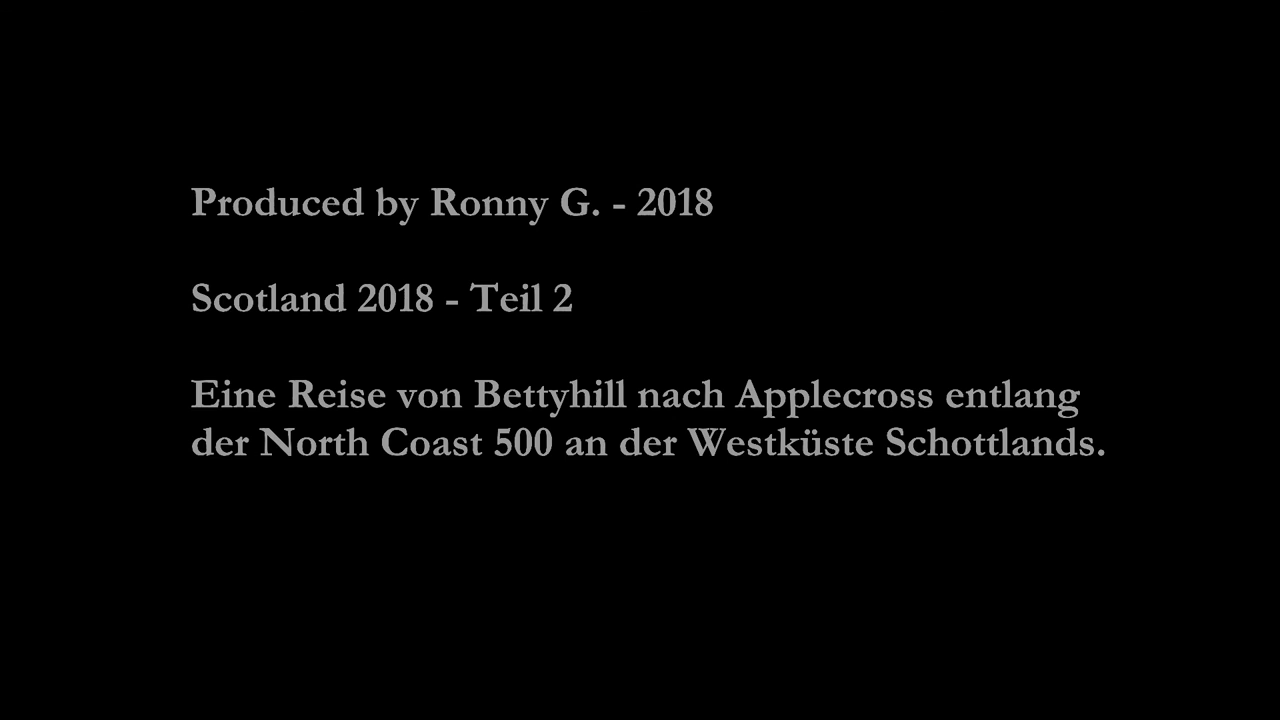 Produced by Ronny G. - 2018
Scotland 2018 - Teil 2
Eine Reise von Bettyhill nach Applecross entlang
der North Coast 500 an der Westküste Schottlands.